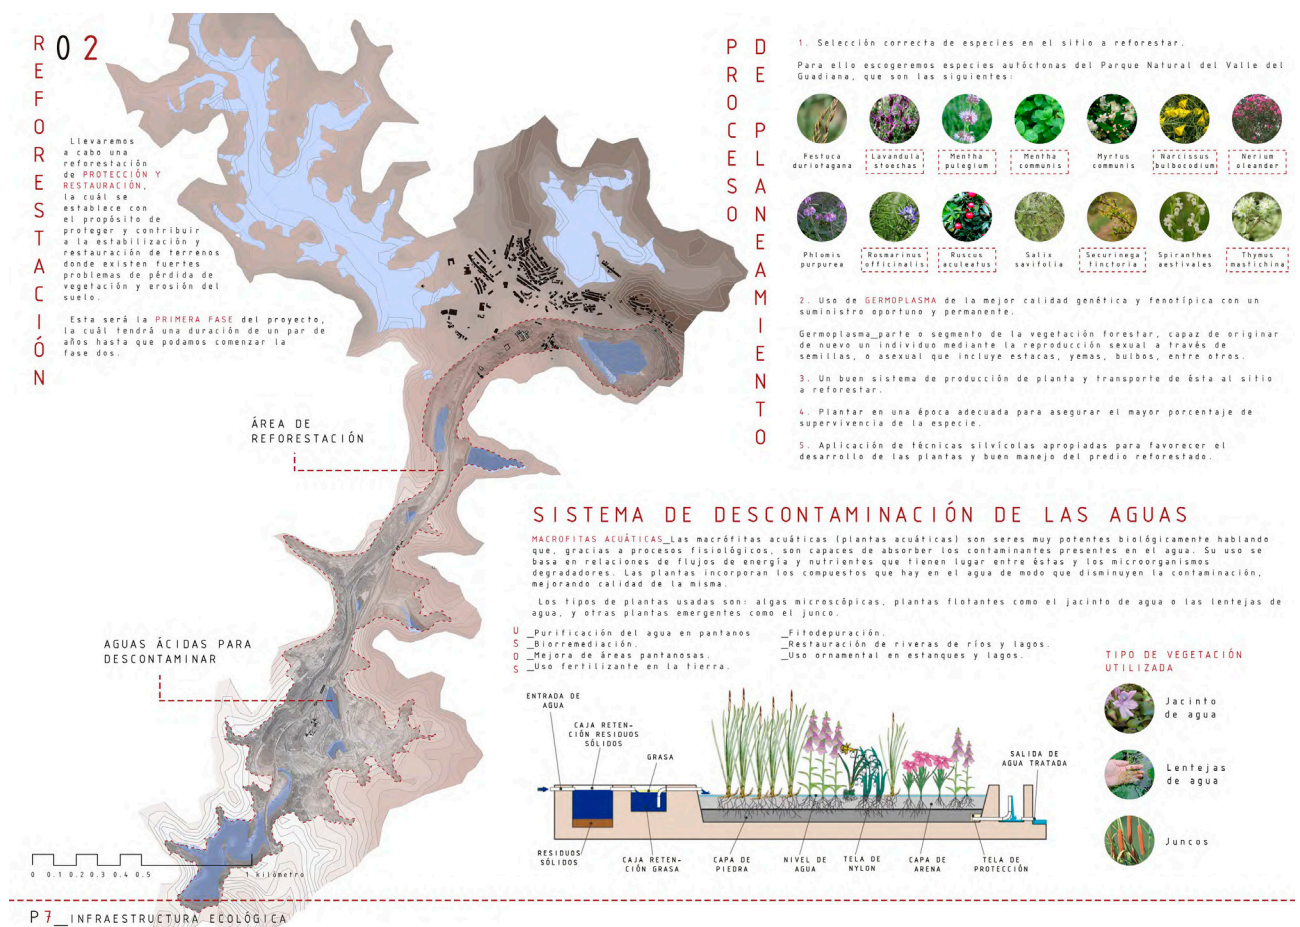 REFORESTACIÓN
02
Llevaremos
a cabo una
reforestación
de PROTECCIÓN Y
RESTAURACIÓN,
la cuál se
establece con
el propósito de
proteger y contribuir
a la estabilización y
restauración de terrenos
donde existen fuertes
problemas de pérdida de
vegetación y erosión del
suelo.
Esta será la PRIMERA FASE del proyecto,
la cuál tendrá una duración de un par de
años hasta que podamos comenzar la
fase dos.
ÁREA DE
REFORESTACIÓN
AGUAS ÁCIDAS PARA
DESCONTAMINAR
0 0.1 0.2 0.3 0.4 0.5 1 kilómetro
P7_INFRAESTRUCTURA ECOLÓGICA
PROCESO
DE PLANEAMIENTO
1. Selección correcta de especies en el sitio a reforestar.
Para ello escogeremos especies autóctonas del Parque Natural del Valle del
Guadiana, que son las siguientes:
Festuca
duriotagana
Lavandula
stoechas
Mentha
pulegium
Mentha
communis
Myrtus
communis
Narcissus
bulbocodium
Nerium
oleander
Phlomis
purpurea
Rosmarinus
officinalis
Ruscus
aculeatus
Salix
savifolia
Securinega
tinctoria
Spiranthes
aestivales
Thymus
mastichina
2. Uso de GERMOPLASMA de la mejor calidad genética y fenotípica con un
suministro oportuno y permanente.
Germoplasma_parte o segmento de la vegetación forestar, capaz de originar
de nuevo un individuo mediante la reproducción sexual a través de
semillas, o asexual que incluye estacas, yemas, bulbos, entre otros.
3. Un buen sistema de producción de planta y transporte de ésta al sitio
a reforestar.
4. Plantar en una época adecuada para asegurar el mayor porcentaje de
supervivencia de la especie.
5. Aplicación de técnicas silvícolas apropiadas para favorecer el
desarrollo de las plantas y buen manejo del predio reforestado.
SISTEMA DE DESCONTAMINACIÓN DE LAS AGUAS
MACROFITAS ACUÁTICAS_Las macrófitas acuáticas (plantas acuáticas) son seres muy potentes biológicamente hablando
que, gracias a procesos fisiológicos, son capaces de absorber los contaminantes presentes en el agua. Su uso se
basa en relaciones de flujos de energía y nutrientes que tienen lugar entre éstas y los microorganismos
degradadores. Las plantas incorporan los compuestos que hay en el agua de modo que disminuyen la contaminación,
mejorando calidad de la misma.
Los tipos de plantas usadas son: algas microscópicas, plantas flotantes como el jacinto de agua o las lentejas de
agua, y otras plantas emergentes como el junco.
USOS
_Purificación del agua en pantanos
_Biorremediación.
_Mejora de áreas pantanosas.
_Uso fertilizante en la tierra.
_Fitodepuración.
_Restauración de riveras de ríos y lagos.
_Uso ornamental en estanques y lagos.
ENTRADA DE
AGUA
CAJA RETEN-
CIÓN RESIDUOS
SÓLIDOS
GRASA
SALIDA DE
AGUA TRATADA
RESIDUOS
SÓLIDOS
CAJA RETEN-
CIÓN GRASA
CAPA DE
PIEDRA
NIVEL DE
AGUA
TELA DE
NYLON
CAPA DE
ARENA
TELA DE
PROTECCIÓN
TIPO DE VEGETACIÓN
UTILIZADA
Jacinto
de agua
Lentejas
de agua
Juncos